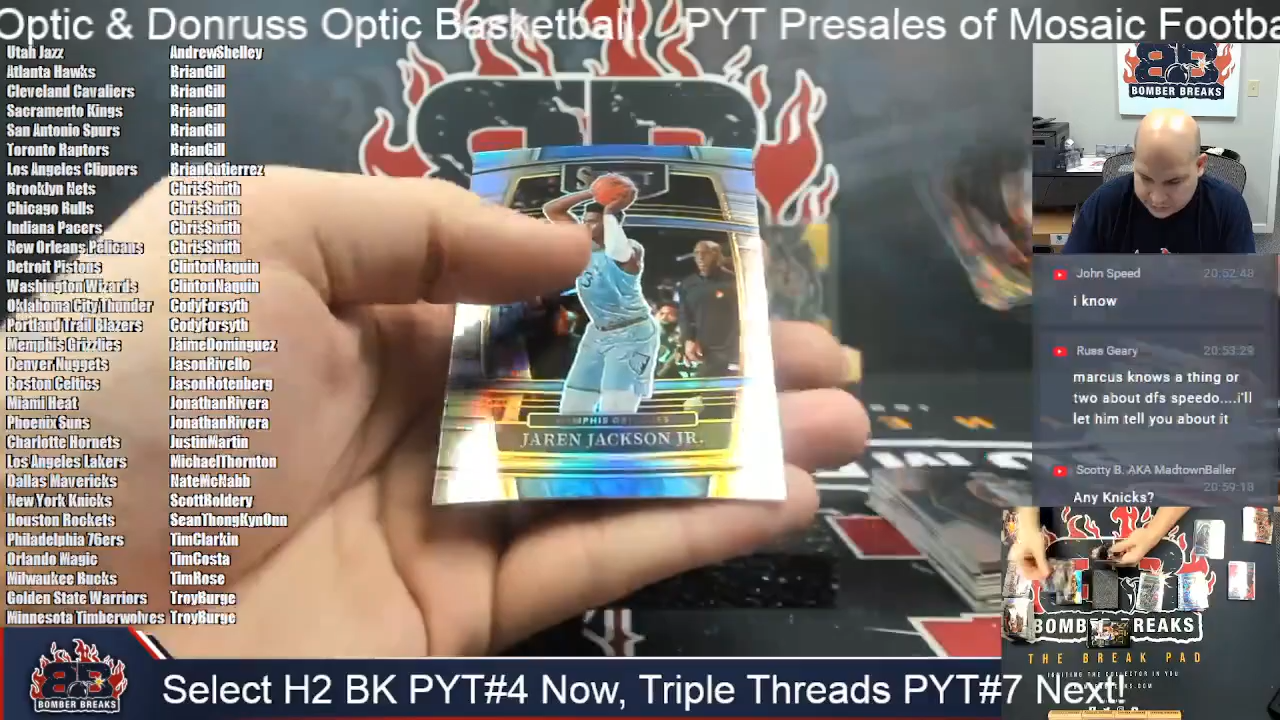 Optic & Donruss Optic Basketball. PYT Presales of Mosaic Footba
Utah Jazz AndrewShelley
Atlanta Hawks BrianGill
Cleveland Cavaliers BrianGill
Sacramento Kings BrianGill
San Antonio Spurs BrianGill
Toronto Raptors BrianGill
Los Angeles Clippers BrianGutierrez
Brooklyn Nets ChrisSmith
Chicago Bulls ChrisSmith
Indiana Pacers ChrisSmith
New Orleans Pelicans ChrisSmith
Detroit Pistons ClintonNaquin
Washington Wizards ClintonNaquin
Oklahoma City Thunder CodyForsyth
Portland Trail Blazers CodyForsyth
Memphis Grizzlies JaimeDominguez
Denver Nuggets JasonRivello
Boston Celtics JasonRotenberg
Miami Heat JonathanRivera
Phoenix Suns JonathanRivera
Charlotte Hornets JustinMartin
Los Angeles Lakers MichaelThornton
Dallas Mavericks NateMcNabb
New York Knicks ScottBoldery
Houston Rockets SeanThongKynOnn
Philadelphia 76ers TimClarkin
Orlando Magic TimCosta
Milwaukee Bucks TimRose
Golden State Warriors TroyBurge
Minnesota Timberwolves TroyBurge
MEMPHIS GRIZZLIES
JAREN JACKSON JR.
BOMBER BREAKS
John Speed 20:52:48
i know
Russ Geary 20:53:29
marcus knows a thing or
two about dfs speedo....i'll
let him tell you about it
Scotty B. AKA MadtownBaller
20:59:18
Any Knicks?
BOMBER BREAKS
THE BREAK PAD
BOMBER BREAKS
Select H2 BK PYT#4 Now, Triple Threads PYT#7 Next!